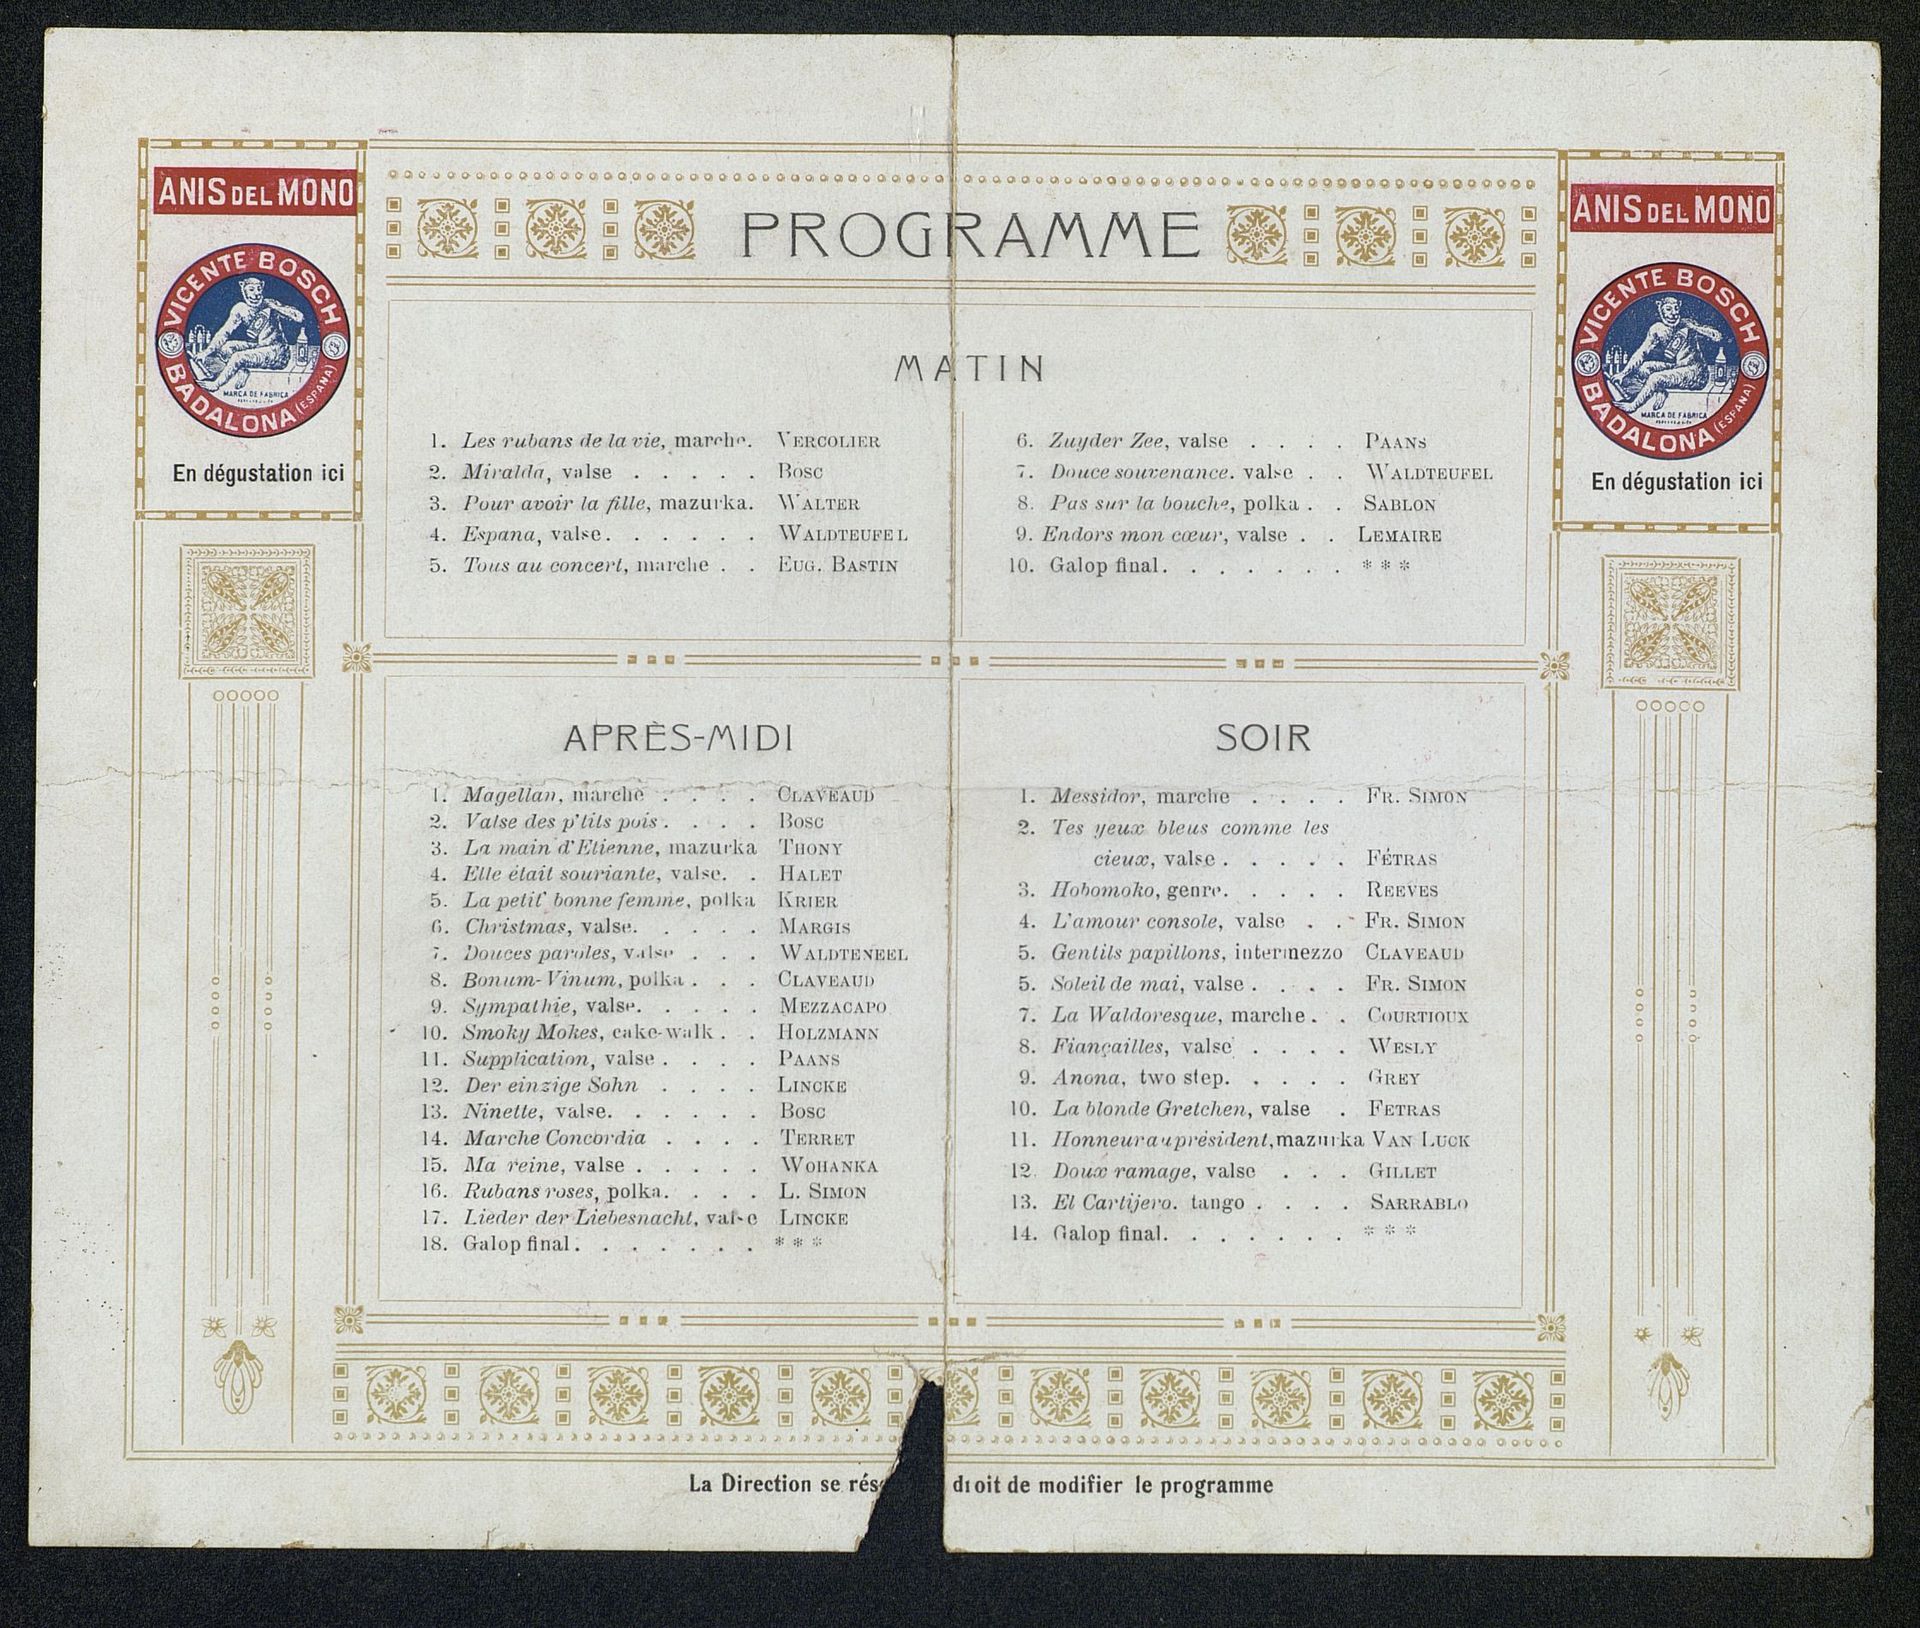 ANIS DEL MONO
VICENTE BOSCH
BADALONA (ESPAÑA)
MARCA DE FABRICA
En dégustation ici
PROGRAMME
ANIS DEL MONO
VICENTE BOSCH
BADALONA (ESPAÑA)
MARCA DE FABRICA
En dégustation ici
MATIN
1. Les rubans de la vie, marche. VERCOLIER
2. Miralda, valse . . . . . BOSC
3. Pour avoir la fille, mazurka. WALTER
4. Espana, valse. . . . . . WALDTEUFEL
5. Tous au concert, marche . . EUG. BASTIN
6. Zuyder Zee, valse . . . . PAANS
7. Douce souvenance. valse . . WALDTEUFEL
8. Pas sur la bouche, polka . . SABLON
9. Endors mon cœur, valse . . LEMAIRE
10. Galop final. . . . . . . * * *
APRÈS-MIDI
1. Magellan, marche . . . . CLAVEAUD
2. Valse des p'tits pois . . . . BOSC
3. La main d'Etienne, mazurka THONY
4. Elle était souriante, valse. . HALET
5. La petit' bonne femme, polka KRIER
6. Christmas, valse. . . . . MARGIS
7. Douces paroles, valse . . . WALDTENEEL
8. Bonum-Vinum, polka . . . CLAVEAUD
9. Sympathie, valse. . . . . MEZZACAPO
10. Smoky Mokes, cake-walk . . HOLZMANN
11. Supplication, valse . . . . PAANS
12. Der einzige Sohn . . . . LINCKE
13. Ninette, valse. . . . . . BOSC
14. Marche Concordia . . . . TERRET
15. Ma reine, valse . . . . . WOHANKA
16. Rubans roses, polka. . . . L. SIMON
17. Lieder der Liebesnacht, valse LINCKE
18. Galop final. . . . . . . * * *
SOIR
1. Messidor, marche . . . . FR. SIMON
2. Tes yeux bleus comme les
cieux, valse . . . . . FÉTRAS
3. Hobomoko, genre. . . . . REEVES
4. L'amour console, valse . . FR. SIMON
5. Gentils papillons, intermezzo CLAVEAUD
5. Soleil de mai, valse . . . . FR. SIMON
7. La Waldoresque, marche . . COURTIOUX
8. Fiançailles, valse . . . . WESLY
9. Anona, two step. . . . . GREY
10. La blonde Gretchen, valse . FETRAS
11. Honneur au président, mazurka VAN LUCK
12. Doux ramage, valse . . . GILLET
13. El Cartijero. tango . . . . SARRABLO
14. Galop final. . . . . . . * * *
La Direction se rés droit de modifier le programme